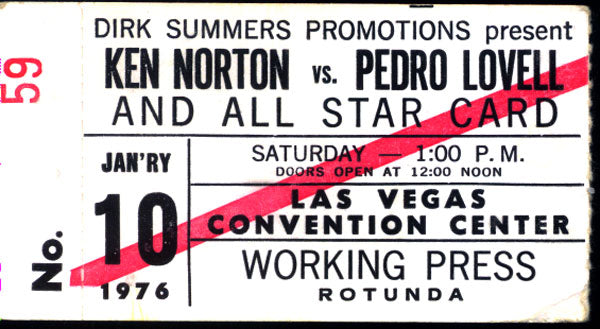 DIRK SUMMERS PROMOTIONS present
KEN NORTON vs. PEDRO LOVELL
AND ALL STAR CARD
JAN'RY
10
1976
SATURDAY — 1:00 P.M.
DOORS OPEN AT 12:00 NOON
LAS VEGAS
CONVENTION CENTER
WORKING PRESS
ROTUNDA
No.
59